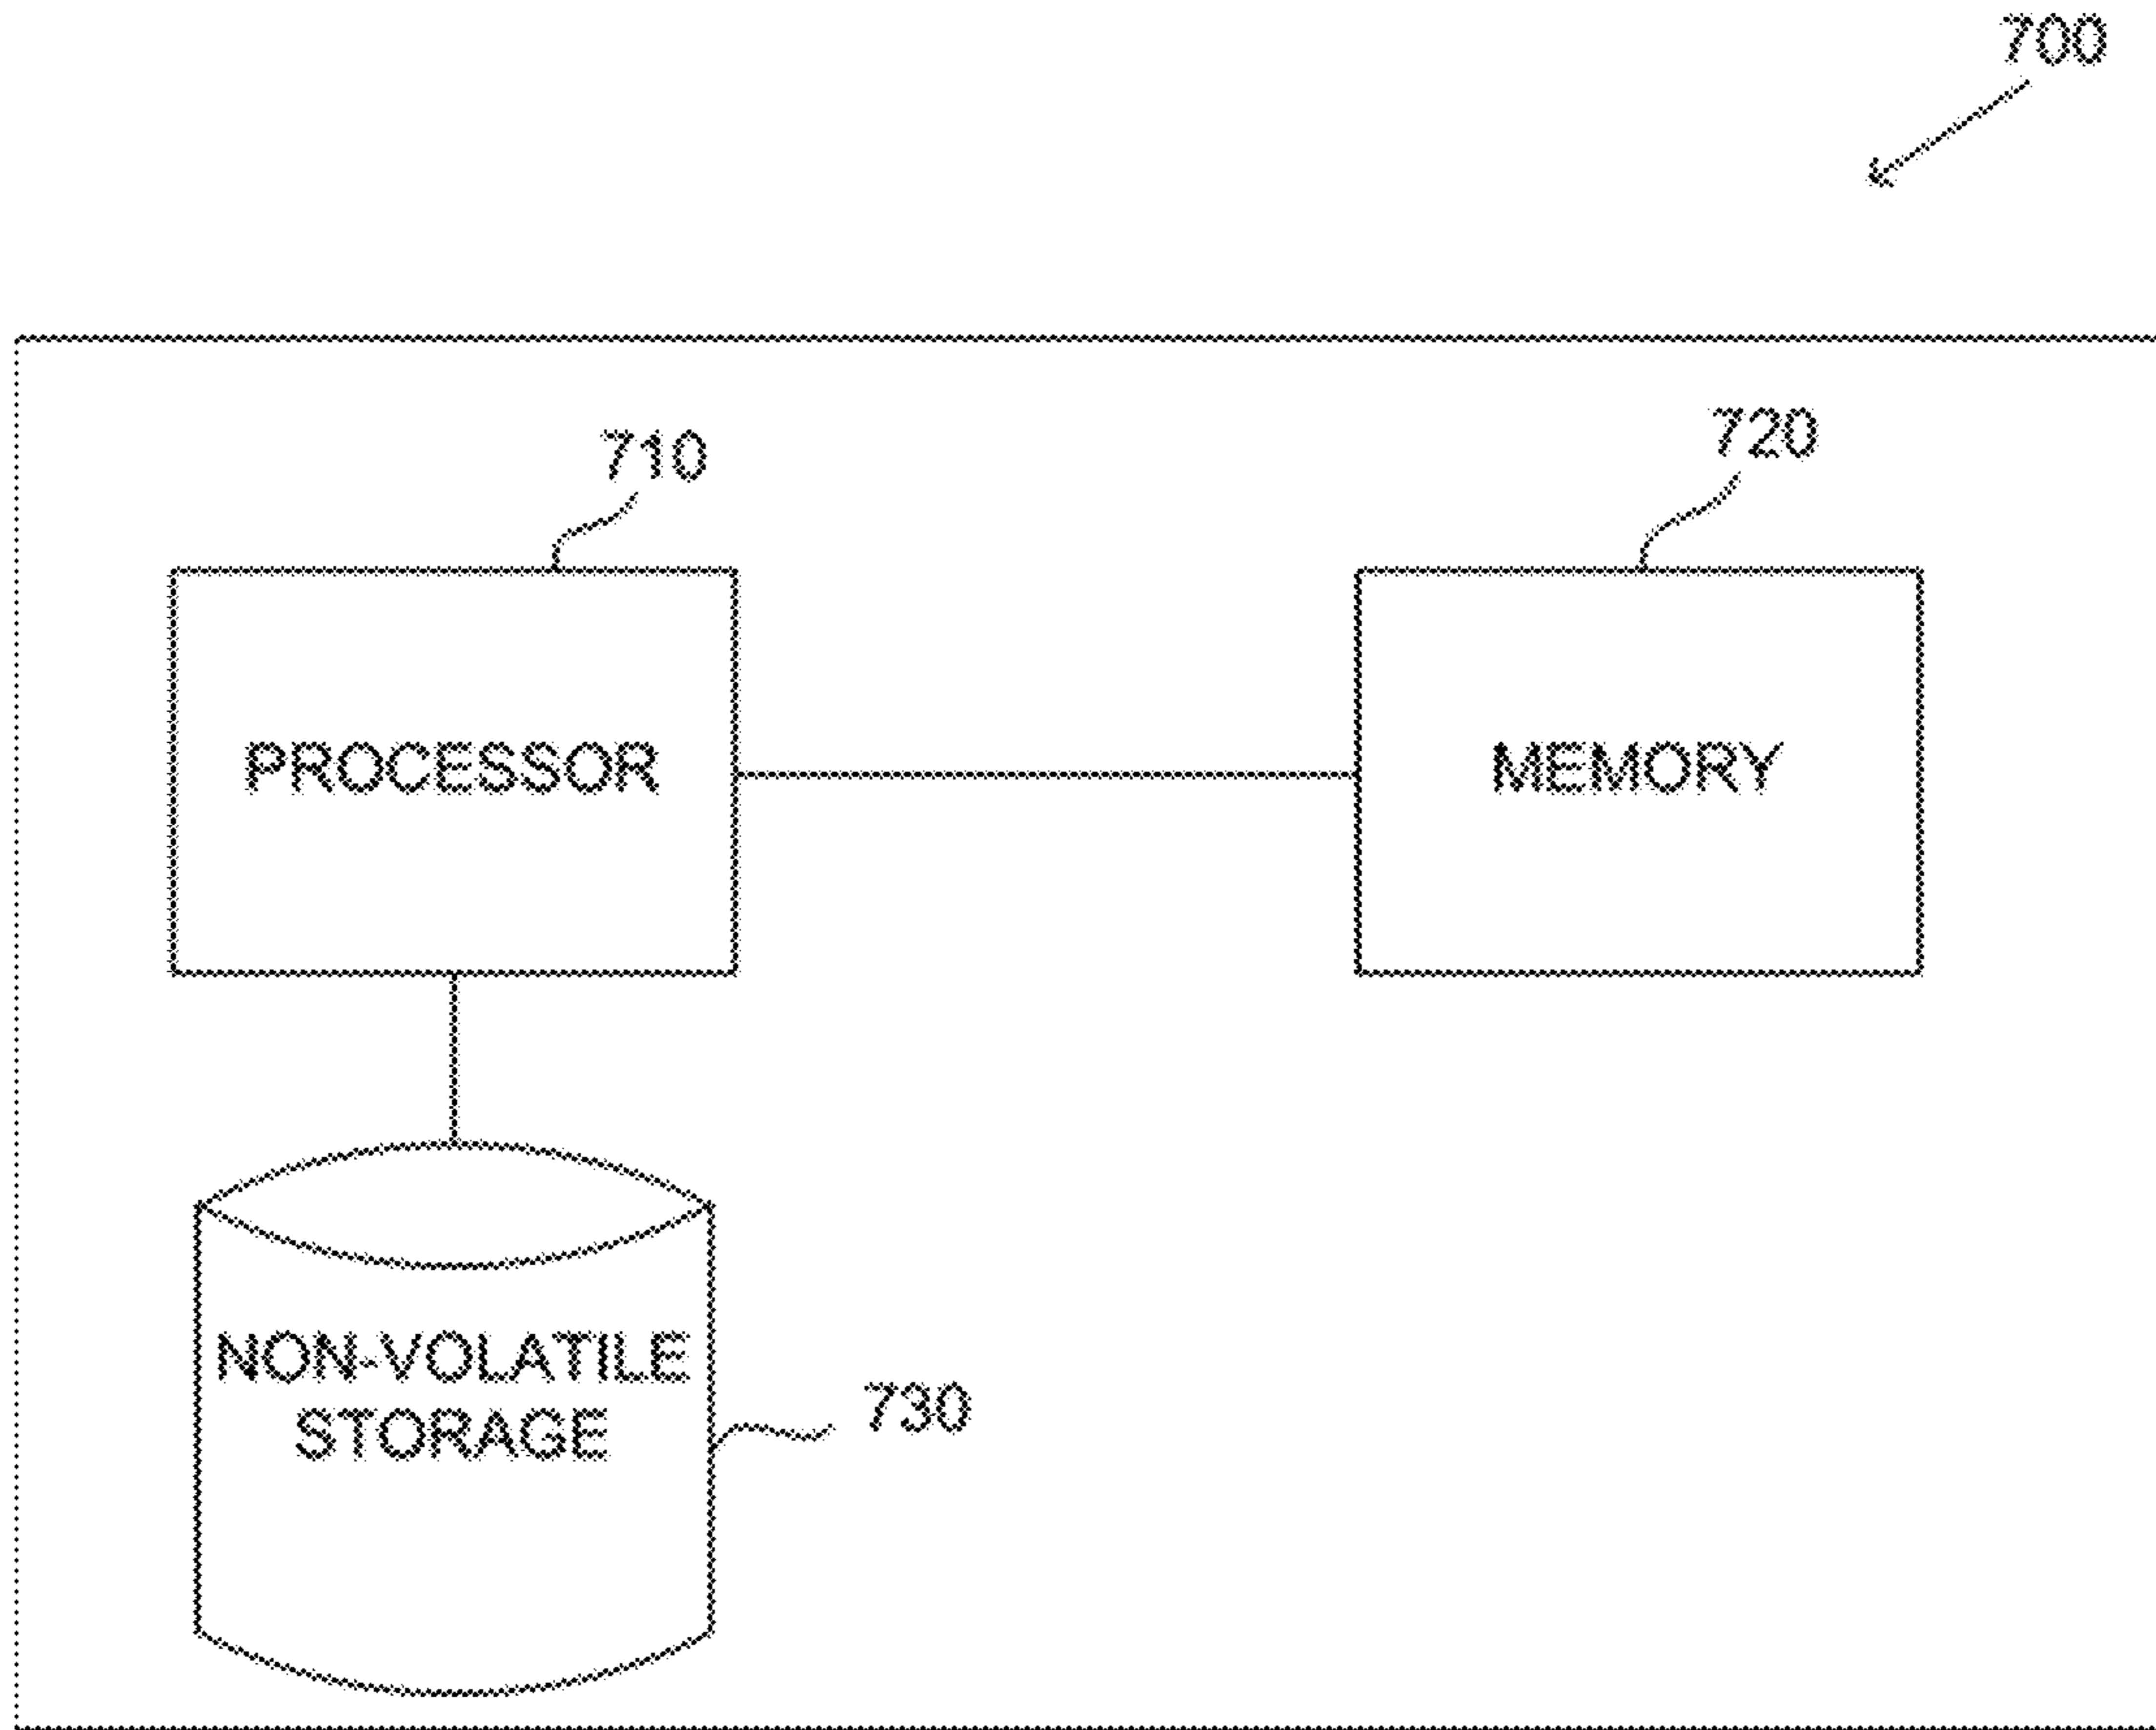 700
710
720
PROCESSOR
MEMORY
NON-VOLATILE
STORAGE
730